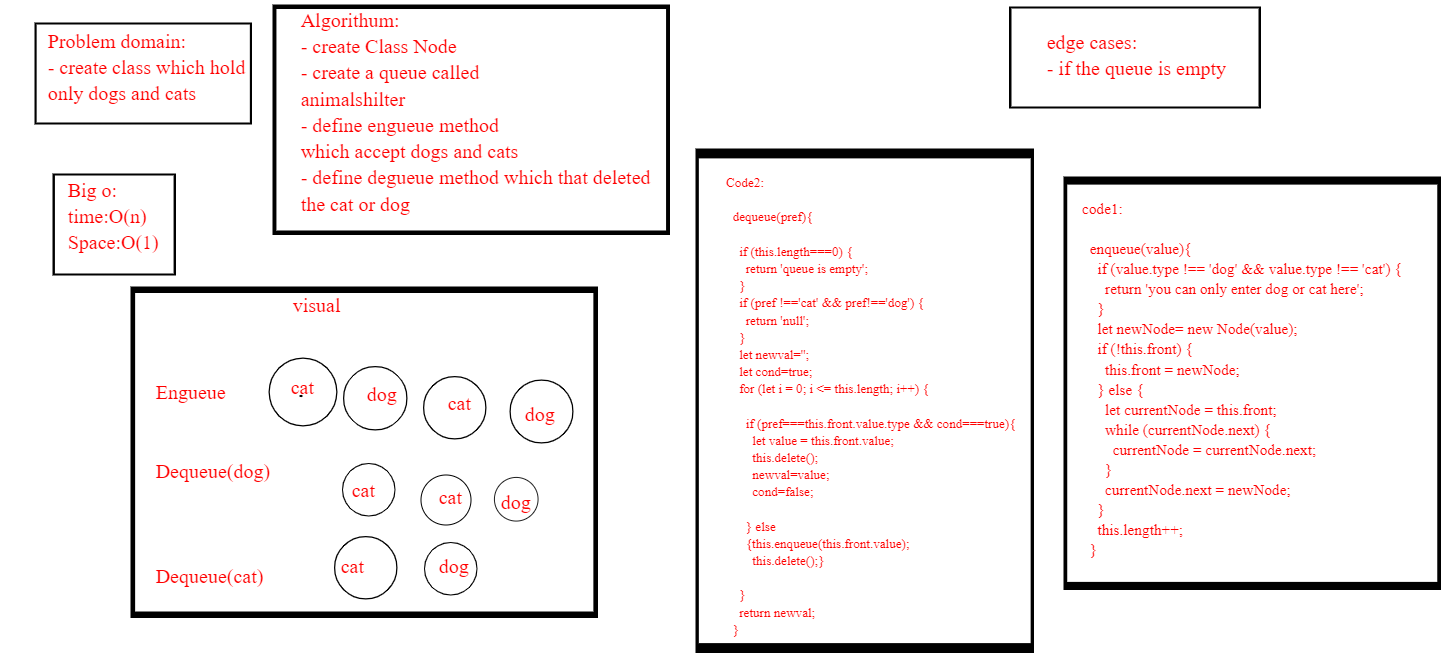 Problem domain:
- create class which hold
only dogs and cats
Algorithum:
- create Class Node
- create a queue called
animalshilter
- define engueue method
which accept dogs and cats
- define degueue method which that deleted
the cat or dog
edge cases:
- if the queue is empty
Big o:
time:O(n)
Space:O(1)
visual
Engueue
cat
dog
cat
dog
Dequeue(dog)
cat
cat
dog
Dequeue(cat)
cat
dog
Code2:
dequeue(pref){
if (this.length===0) {
return 'queue is empty';
}
if (pref !=='cat' && pref!=='dog') {
return 'null';
}
let newval='';
let cond=true;
for (let i = 0; i <= this.length; i++) {
if (pref===this.front.value.type && cond===true){
let value = this.front.value;
this.delete();
newval=value;
cond=false;
} else
{this.enqueue(this.front.value);
this.delete();}
}
return newval;
}
code1:
enqueue(value){
if (value.type !== 'dog' && value.type !== 'cat') {
return 'you can only enter dog or cat here';
}
let newNode= new Node(value);
if (!this.front) {
this.front = newNode;
} else {
let currentNode = this.front;
while (currentNode.next) {
currentNode = currentNode.next;
}
currentNode.next = newNode;
}
this.length++;
}